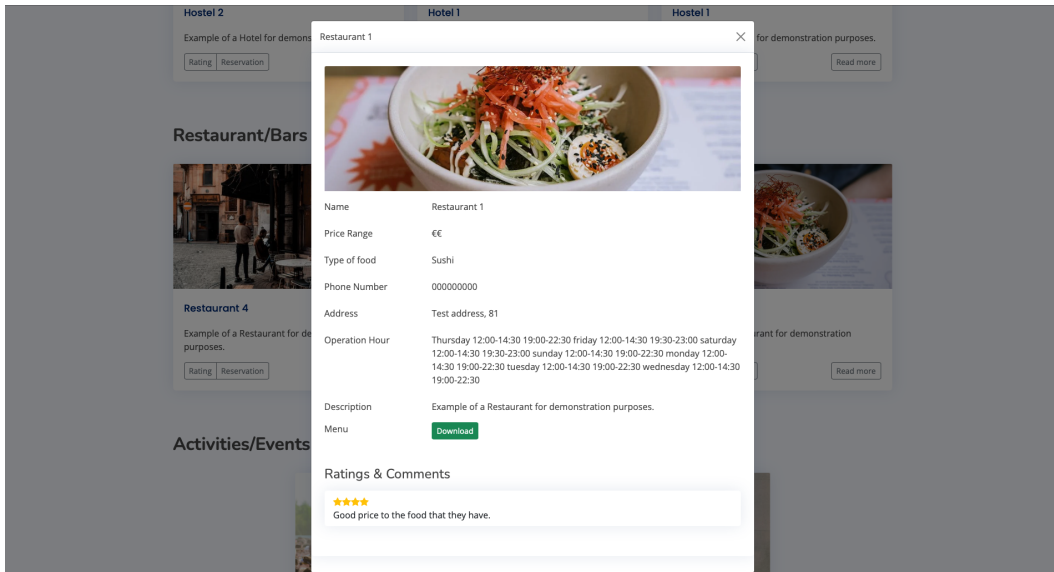 Hostel 2
Hotel 1
Hostel 1
Example of a Hotel for demons
for demonstration purposes.
Rating Reservation
Read more
Restaurant 1
Restaurant/Bars
Name Restaurant 1
Price Range €€
Type of food Sushi
Phone Number 000000000
Address Test address, 81
Operation Hour Thursday 12:00-14:30 19:00-22:30 friday 12:00-14:30 19:30-23:00 saturday
12:00-14:30 19:30-23:00 sunday 12:00-14:30 19:00-22:30 monday 12:00-
14:30 19:00-22:30 tuesday 12:00-14:30 19:00-22:30 wednesday 12:00-14:30
19:00-22:30
Description Example of a Restaurant for demonstration purposes.
Menu Download
Ratings & Comments
Good price to the food that they have.
Restaurant 4
Example of a Restaurant for de
purposes.
Rating Reservation
urant for demonstration
Read more
Activities/Events